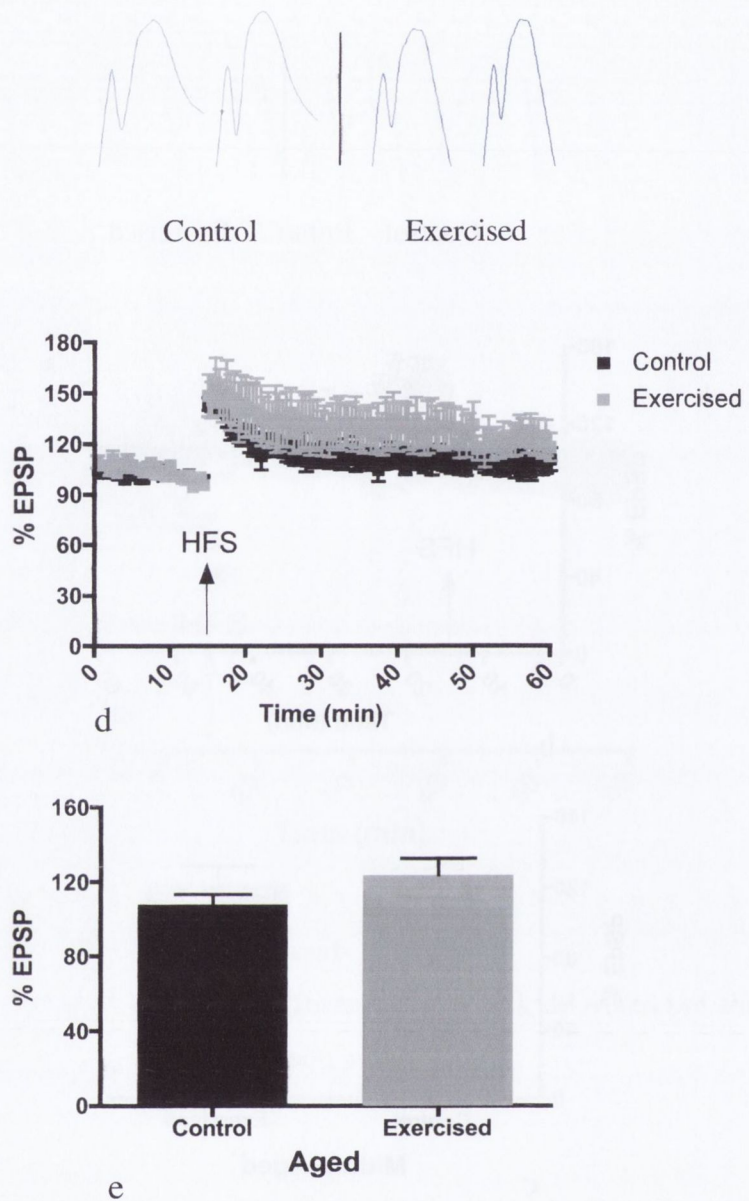 Control Exercised
180
150
120
90
60
30
0
% EPSP
HFS
Control
Exercised
0 10 20 30 40 50 60
Time (min)
d
160
120
80
40
0
% EPSP
Control Exercised
Aged
e